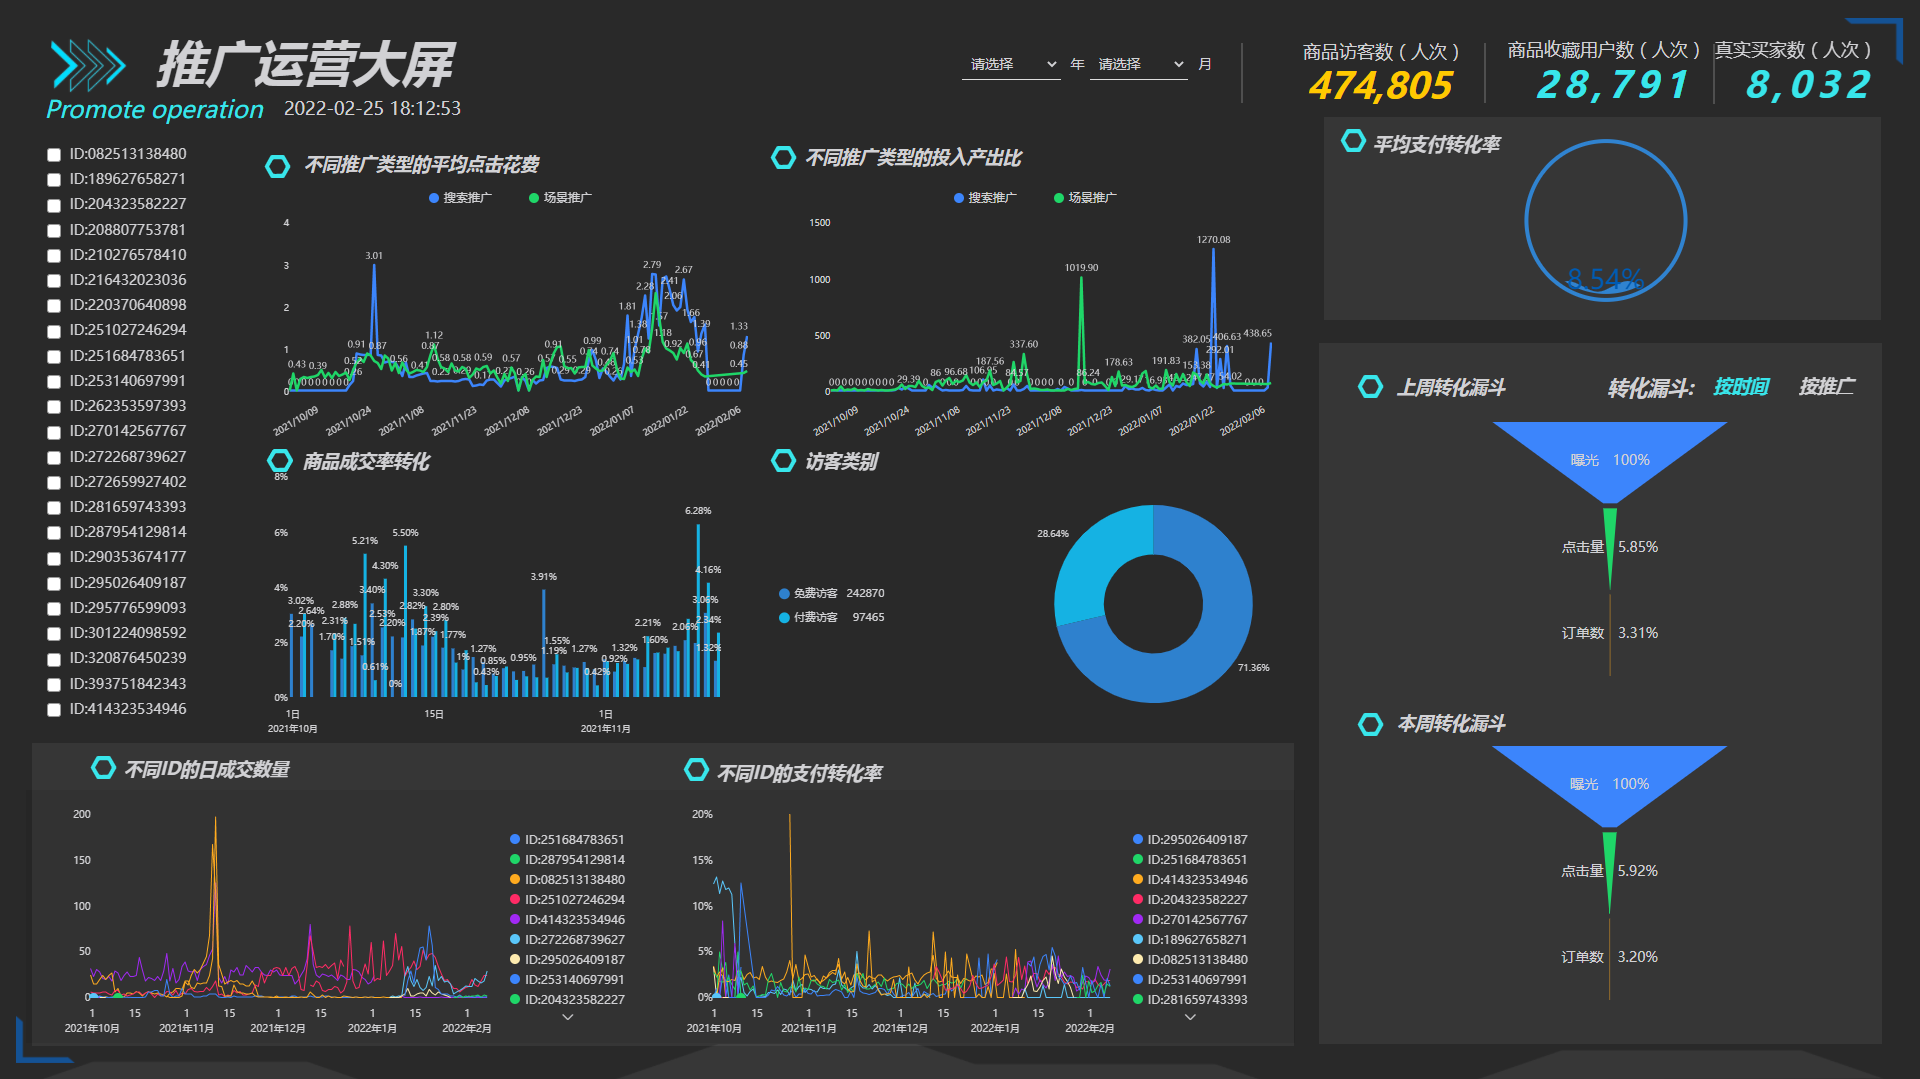 推广运营大屏
Promote operation
2022-02-25 18:12:53
请选择 年 请选择 月
商品访客数（人次）
474,805
商品收藏用户数（人次）
28,791
真实买家数（人次）
8,032
ID:082513138480
ID:189627658271
ID:204323582227
ID:208807753781
ID:210276578410
ID:216432023036
ID:220370640898
ID:251027246294
ID:251684783651
ID:253140697991
ID:262353597393
ID:270142567767
ID:272268739627
ID:272659927402
ID:281659743393
ID:287954129814
ID:290353674177
ID:295026409187
ID:295776599093
ID:301224098592
ID:320876450239
ID:393751842343
ID:414323534946
不同推广类型的平均点击花费
搜索推广 场景推广
4
3
2
1
0
3.01
0.43 0.39 0.91 0.87 0.56 1.12
0.58 0.58 0.59 0.57 0.91 0.55 0.99 0.74
1.81 2.28 2.79 2.41 2.67 2.06 1.66 1.39 1.33
1.01 1.18 0.92 0.96 0.67 0.41 0.88 0.45
2021/10/09 2021/10/24 2021/11/08 2021/11/23 2021/12/08 2021/12/23 2022/01/07 2022/01/22 2022/02/06
不同推广类型的投入产出比
搜索推广 场景推广
1500
1000
500
0
1270.08
1019.90
29.39 86 96.68 106.95 187.56 337.60 86.24 178.63 191.83 382.05 406.63 292.01 438.65
2021/10/09 2021/10/24 2021/11/08 2021/11/23 2021/12/08 2021/12/23 2022/01/07 2022/01/22 2022/02/06
商品成交率转化
8%
6%
4%
2%
0%
3.02% 2.20% 2.64% 2.31% 1.70% 2.88% 1.51% 5.21% 3.40% 0.61% 4.30% 2.53% 2.20% 0% 5.50% 2.82% 1.87% 3.30% 2.39% 2.80% 1.77% 1% 1.27% 0.43% 0.85% 0.95% 3.91% 1.19% 1.55% 1.27% 0.42% 0.92% 1.32% 2.21% 1.60% 2.06% 6.28% 3.06% 4.16% 2.34% 1.32%
1日 15日 1日
2021年10月 2021年11月
访客类别
免费访客 242870
付费访客 97465
28.64%
71.36%
平均支付转化率
8.54%
上周转化漏斗
转化漏斗: 按时间 按推广
曝光 100%
点击量 5.85%
订单数 3.31%
本周转化漏斗
曝光 100%
点击量 5.92%
订单数 3.20%
不同ID的日成交数量
200
150
100
50
0
1 15 1 15 1 15 1 15 1
2021年10月 2021年11月 2021年12月 2022年1月 2022年2月
ID:251684783651
ID:287954129814
ID:082513138480
ID:251027246294
ID:414323534946
ID:272268739627
ID:295026409187
ID:253140697991
ID:204323582227
不同ID的支付转化率
20%
15%
10%
5%
0%
1 15 1 15 1 15 1 15 1
2021年10月 2021年11月 2021年12月 2022年1月 2022年2月
ID:295026409187
ID:251684783651
ID:414323534946
ID:204323582227
ID:270142567767
ID:189627658271
ID:082513138480
ID:253140697991
ID:281659743393